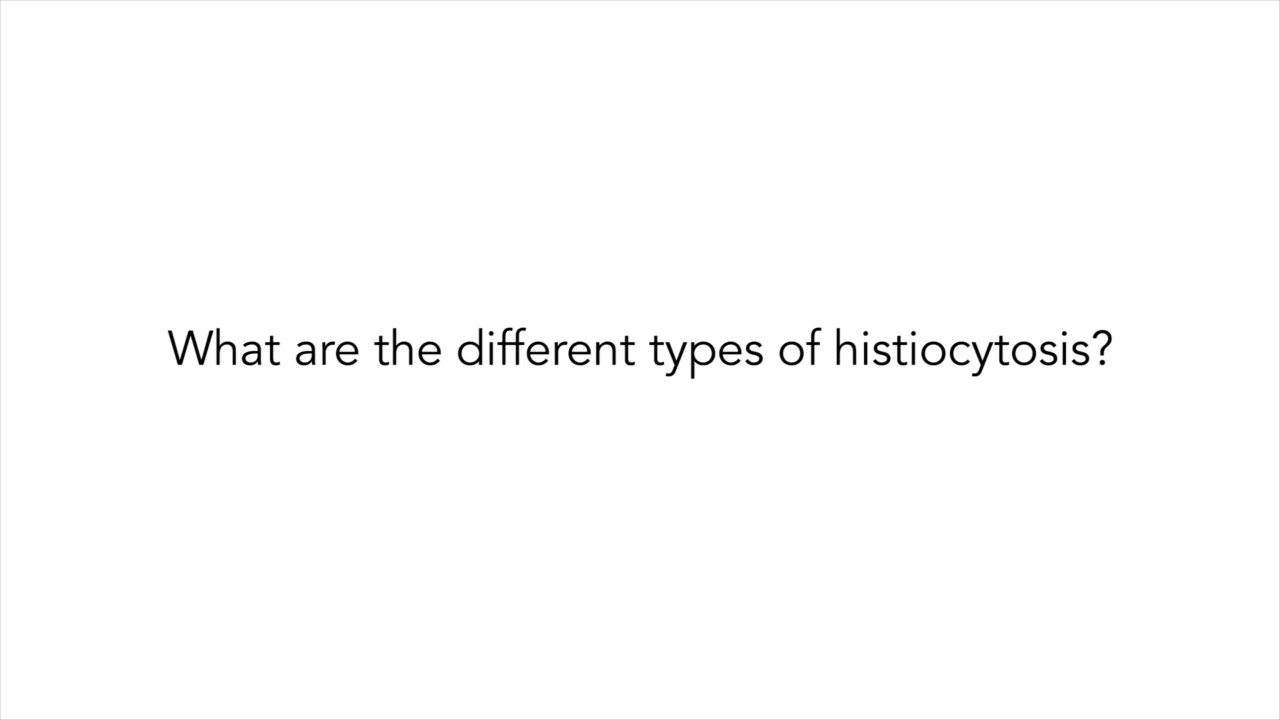 What are the different types of histiocytosis?